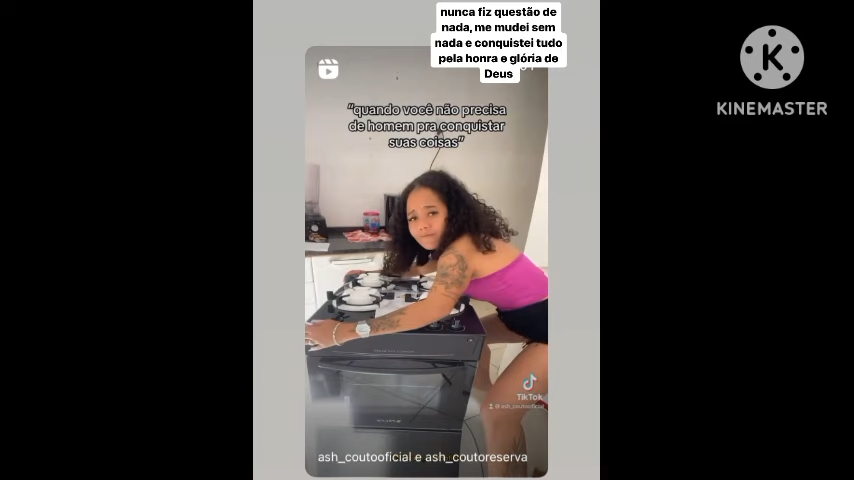 nunca fiz questão de
nada, me mudei sem
nada e conquistei tudo
pela honra e glória de
Deus
KINEMASTER
"quando você não precisa
de homem pra conquistar
suas coisas"
TikTok
@ash_coutooficial
ash_coutooficial e ash_coutoreserva